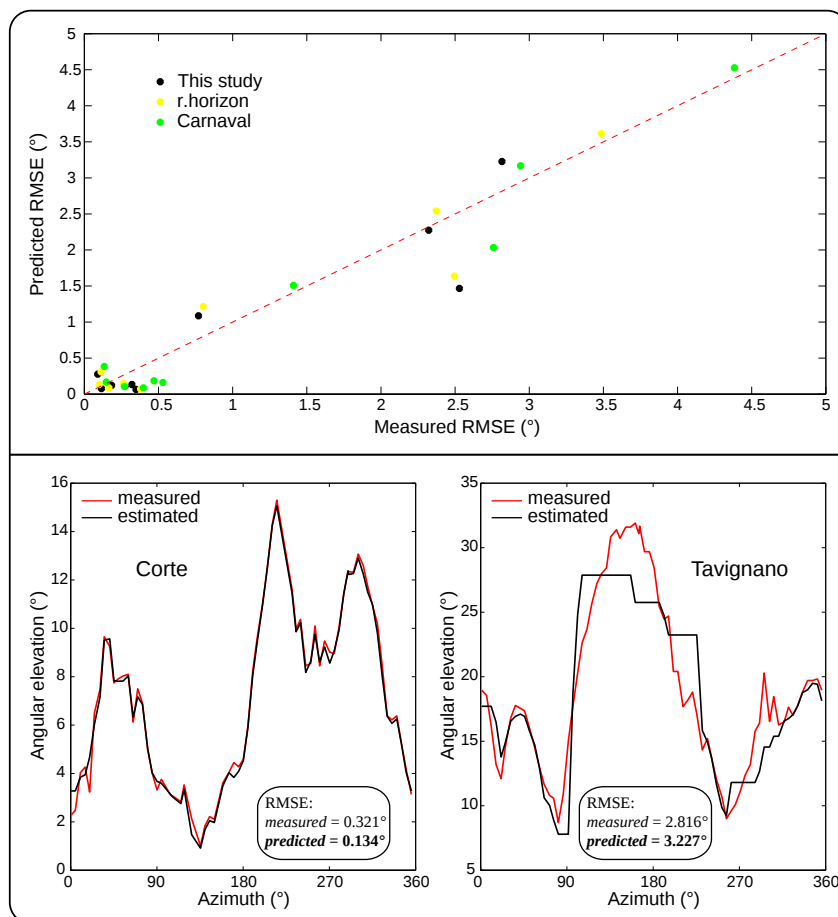 5
4.5
4
3.5
3
2.5
2
1.5
1
0.5
0
Predicted RMSE (°)
This study
r.horizon
Carnaval
0 0.5 1 1.5 2 2.5 3 3.5 4 4.5 5
Measured RMSE (°)
16
14
12
10
8
6
4
2
0
Angular elevation (°)
measured
estimated
Corte
RMSE:
measured = 0.321°
predicted = 0.134°
0 90 180 270 360
Azimuth (°)
35
30
25
20
15
10
5
Angular elevation (°)
measured
estimated
Tavignano
RMSE:
measured = 2.816°
predicted = 3.227°
0 90 180 270 360
Azimuth (°)